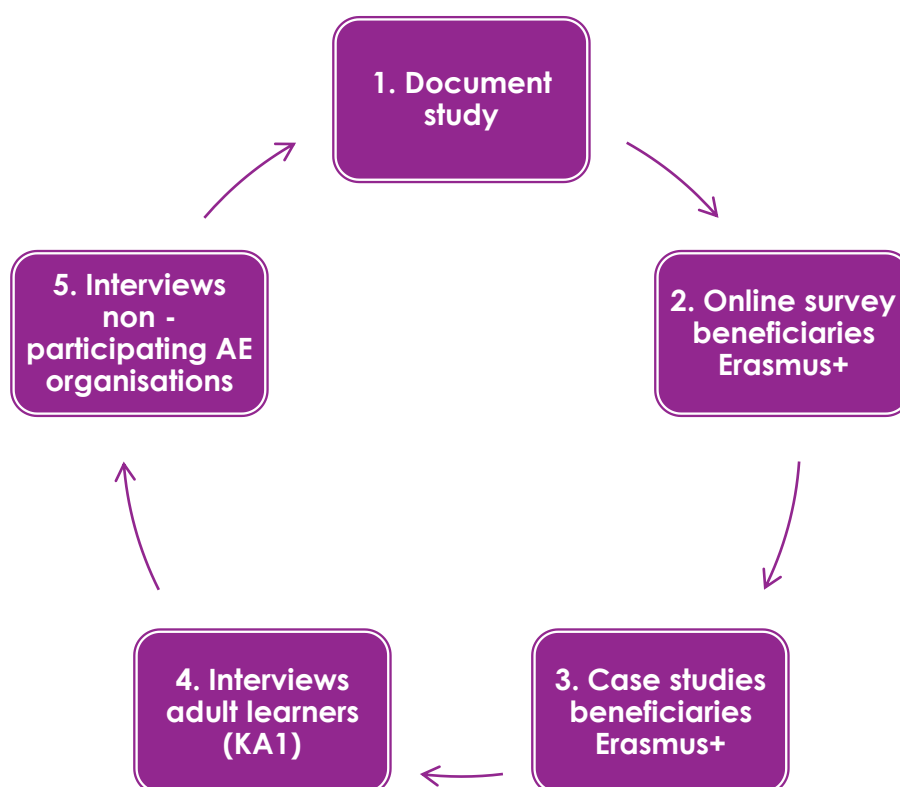 1. Document
study
2. Online survey
beneficiaries
Erasmus+
3. Case studies
beneficiaries
Erasmus+
4. Interviews
adult learners
(KA1)
5. Interviews
non -
participating AE
organisations